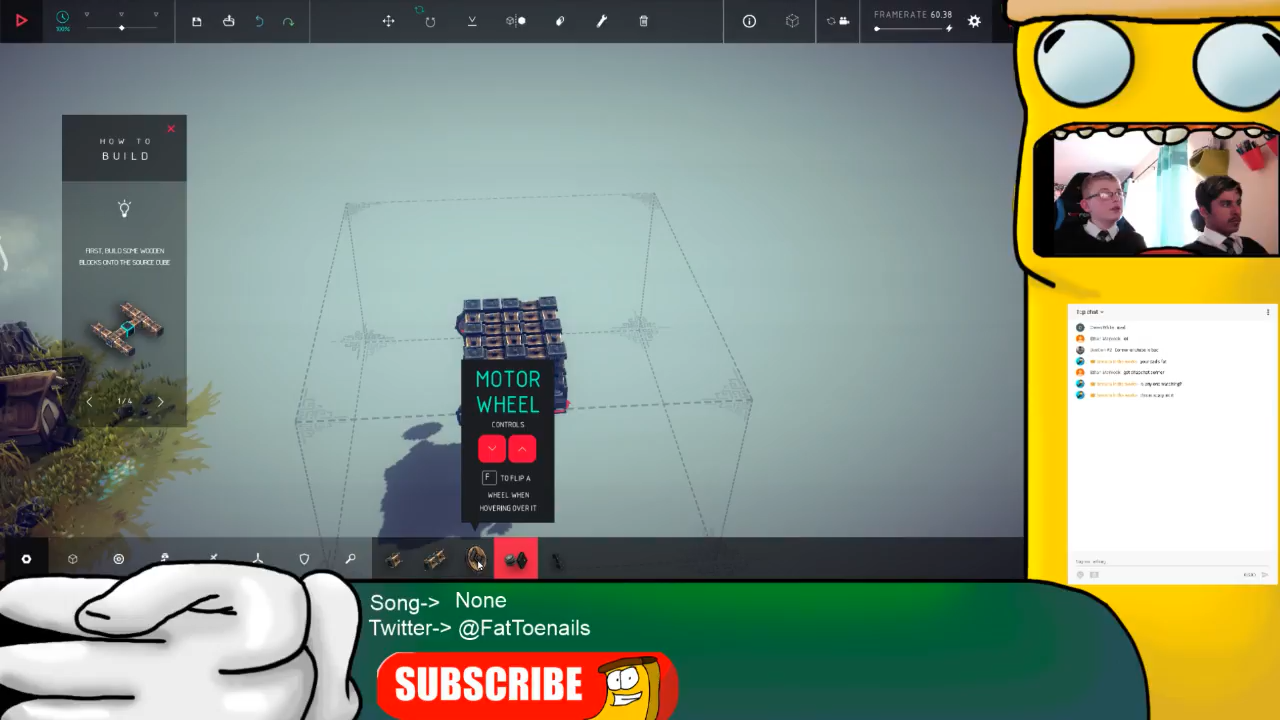 100%
FRAMERATE 60.38
HOW TO
BUILD
FIRST, BUILD SOME WOODEN
BLOCKS ONTO THE SOURCE CUBE
1/4
MOTOR
WHEEL
CONTROLS
F TO FLIP A
WHEEL WHEN
HOVERING OVER IT
Song-> None
Twitter-> @FatToenails
SUBSCRIBE